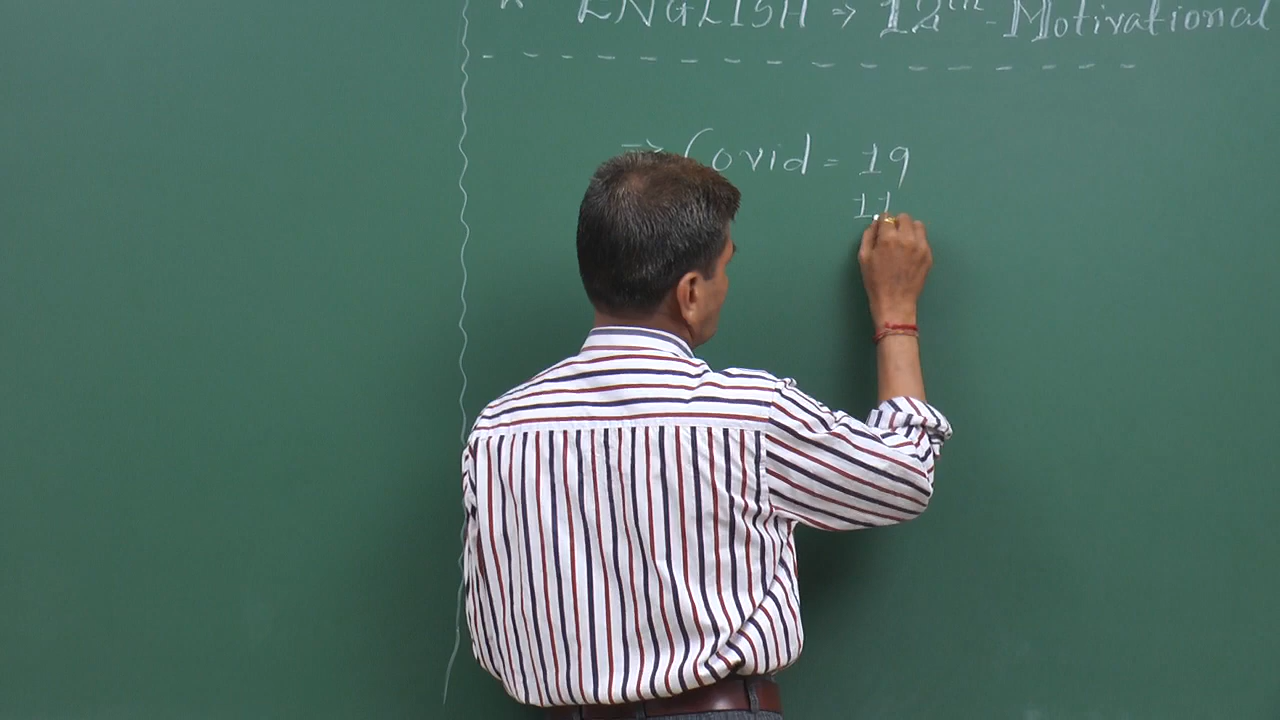 * ENGLISH ⇒ 12th - Motivational
⇒ Covid = 19
11